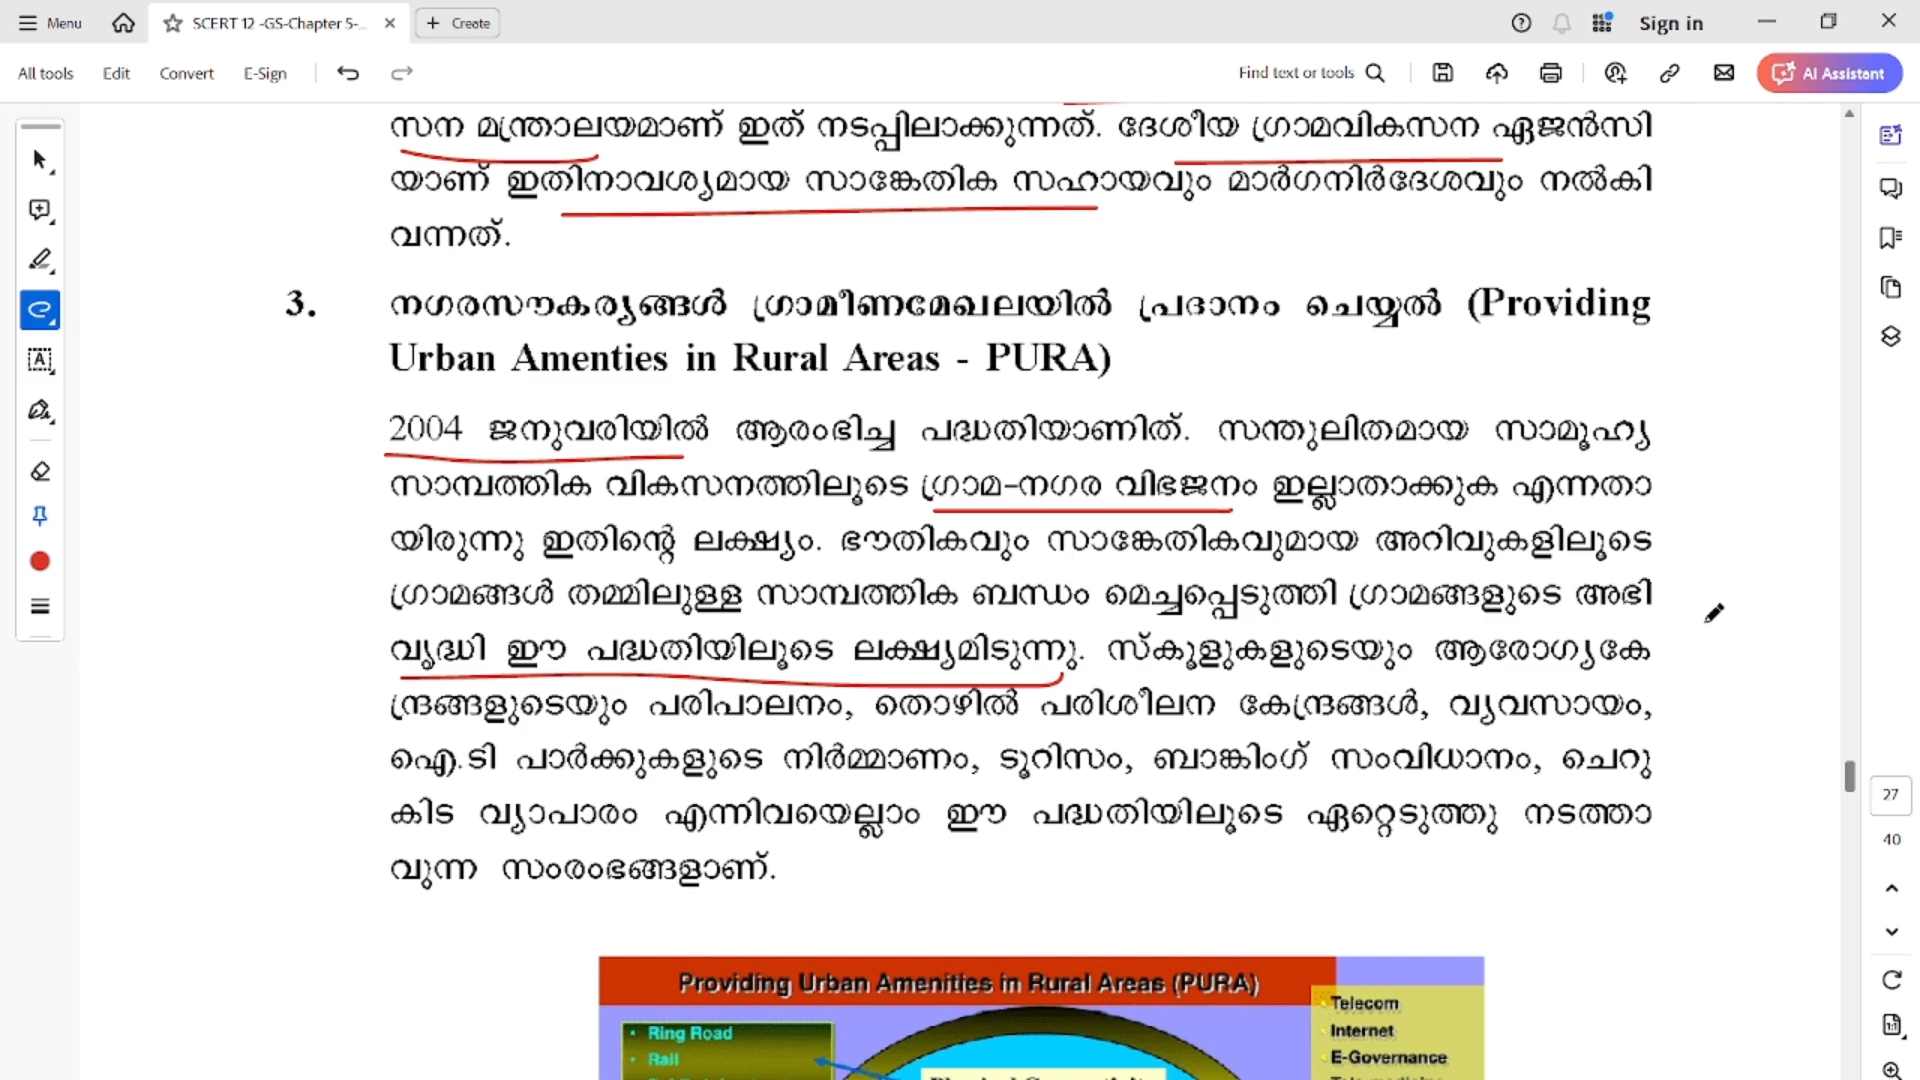 Menu
SCERT 12 -GS-Chapter 5-...
Create
Sign in
All tools
Edit
Convert
E-Sign
Find text or tools
AI Assistant
സന മന്ത്രാലയമാണ് ഇത് നടപ്പിലാക്കുന്നത്. ദേശീയ ഗ്രാമവികസന ഏജൻസി
യാണ് ഇതിനാവശ്യമായ സാങ്കേതിക സഹായവും മാർഗനിർദേശവും നൽകി
വന്നത്.
3. നഗരസൗകര്യങ്ങൾ ഗ്രാമീണമേഖലയിൽ പ്രദാനം ചെയ്യൽ (Providing
Urban Amenties in Rural Areas - PURA)
2004 ജനുവരിയിൽ ആരംഭിച്ച പദ്ധതിയാണിത്. സന്തുലിതമായ സാമൂഹ്യ
സാമ്പത്തിക വികസനത്തിലൂടെ ഗ്രാമ-നഗര വിഭജനം ഇല്ലാതാക്കുക എന്നതാ
യിരുന്നു ഇതിന്റെ ലക്ഷ്യം. ഭൗതികവും സാങ്കേതികവുമായ അറിവുകളിലൂടെ
ഗ്രാമങ്ങൾ തമ്മിലുള്ള സാമ്പത്തിക ബന്ധം മെച്ചപ്പെടുത്തി ഗ്രാമങ്ങളുടെ അഭി
വൃദ്ധി ഈ പദ്ധതിയിലൂടെ ലക്ഷ്യമിടുന്നു. സ്കൂളുകളുടെയും ആരോഗ്യകേ
ന്ദ്രങ്ങളുടെയും പരിപാലനം, തൊഴിൽ പരിശീലന കേന്ദ്രങ്ങൾ, വ്യവസായം,
ഐ.ടി പാർക്കുകളുടെ നിർമ്മാണം, ടൂറിസം, ബാങ്കിംഗ് സംവിധാനം, ചെറു
കിട വ്യാപാരം എന്നിവയെല്ലാം ഈ പദ്ധതിയിലൂടെ ഏറ്റെടുത്തു നടത്താ
വുന്ന സംരംഭങ്ങളാണ്.
Providing Urban Amenities in Rural Areas (PURA)
Ring Road
Rail
Telecom
Internet
E-Governance
27
40